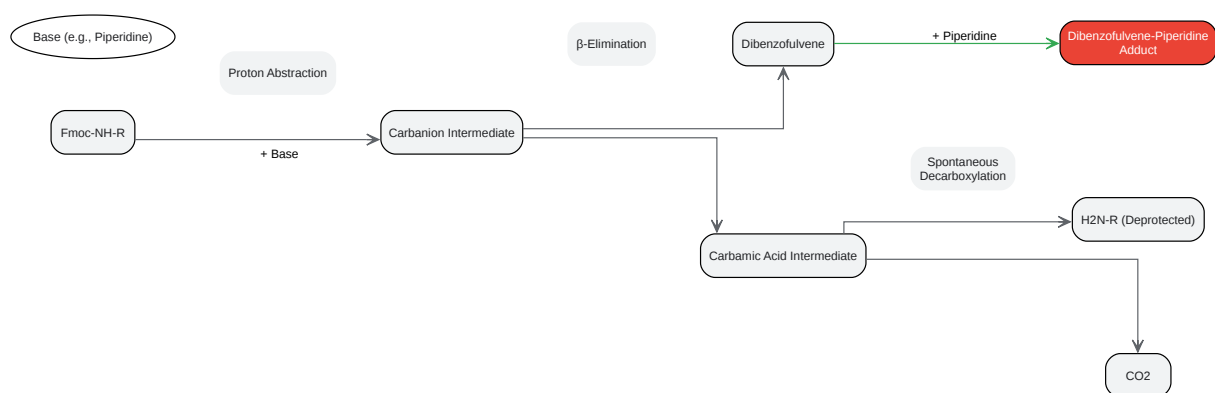 Base (e.g., Piperidine)
Proton Abstraction
β-Elimination
Dibenzofulvene
+ Piperidine
Dibenzofulvene-Piperidine
Adduct
Fmoc-NH-R
+ Base
Carbanion Intermediate
Spontaneous
Decarboxylation
H2N-R (Deprotected)
Carbamic Acid Intermediate
CO2